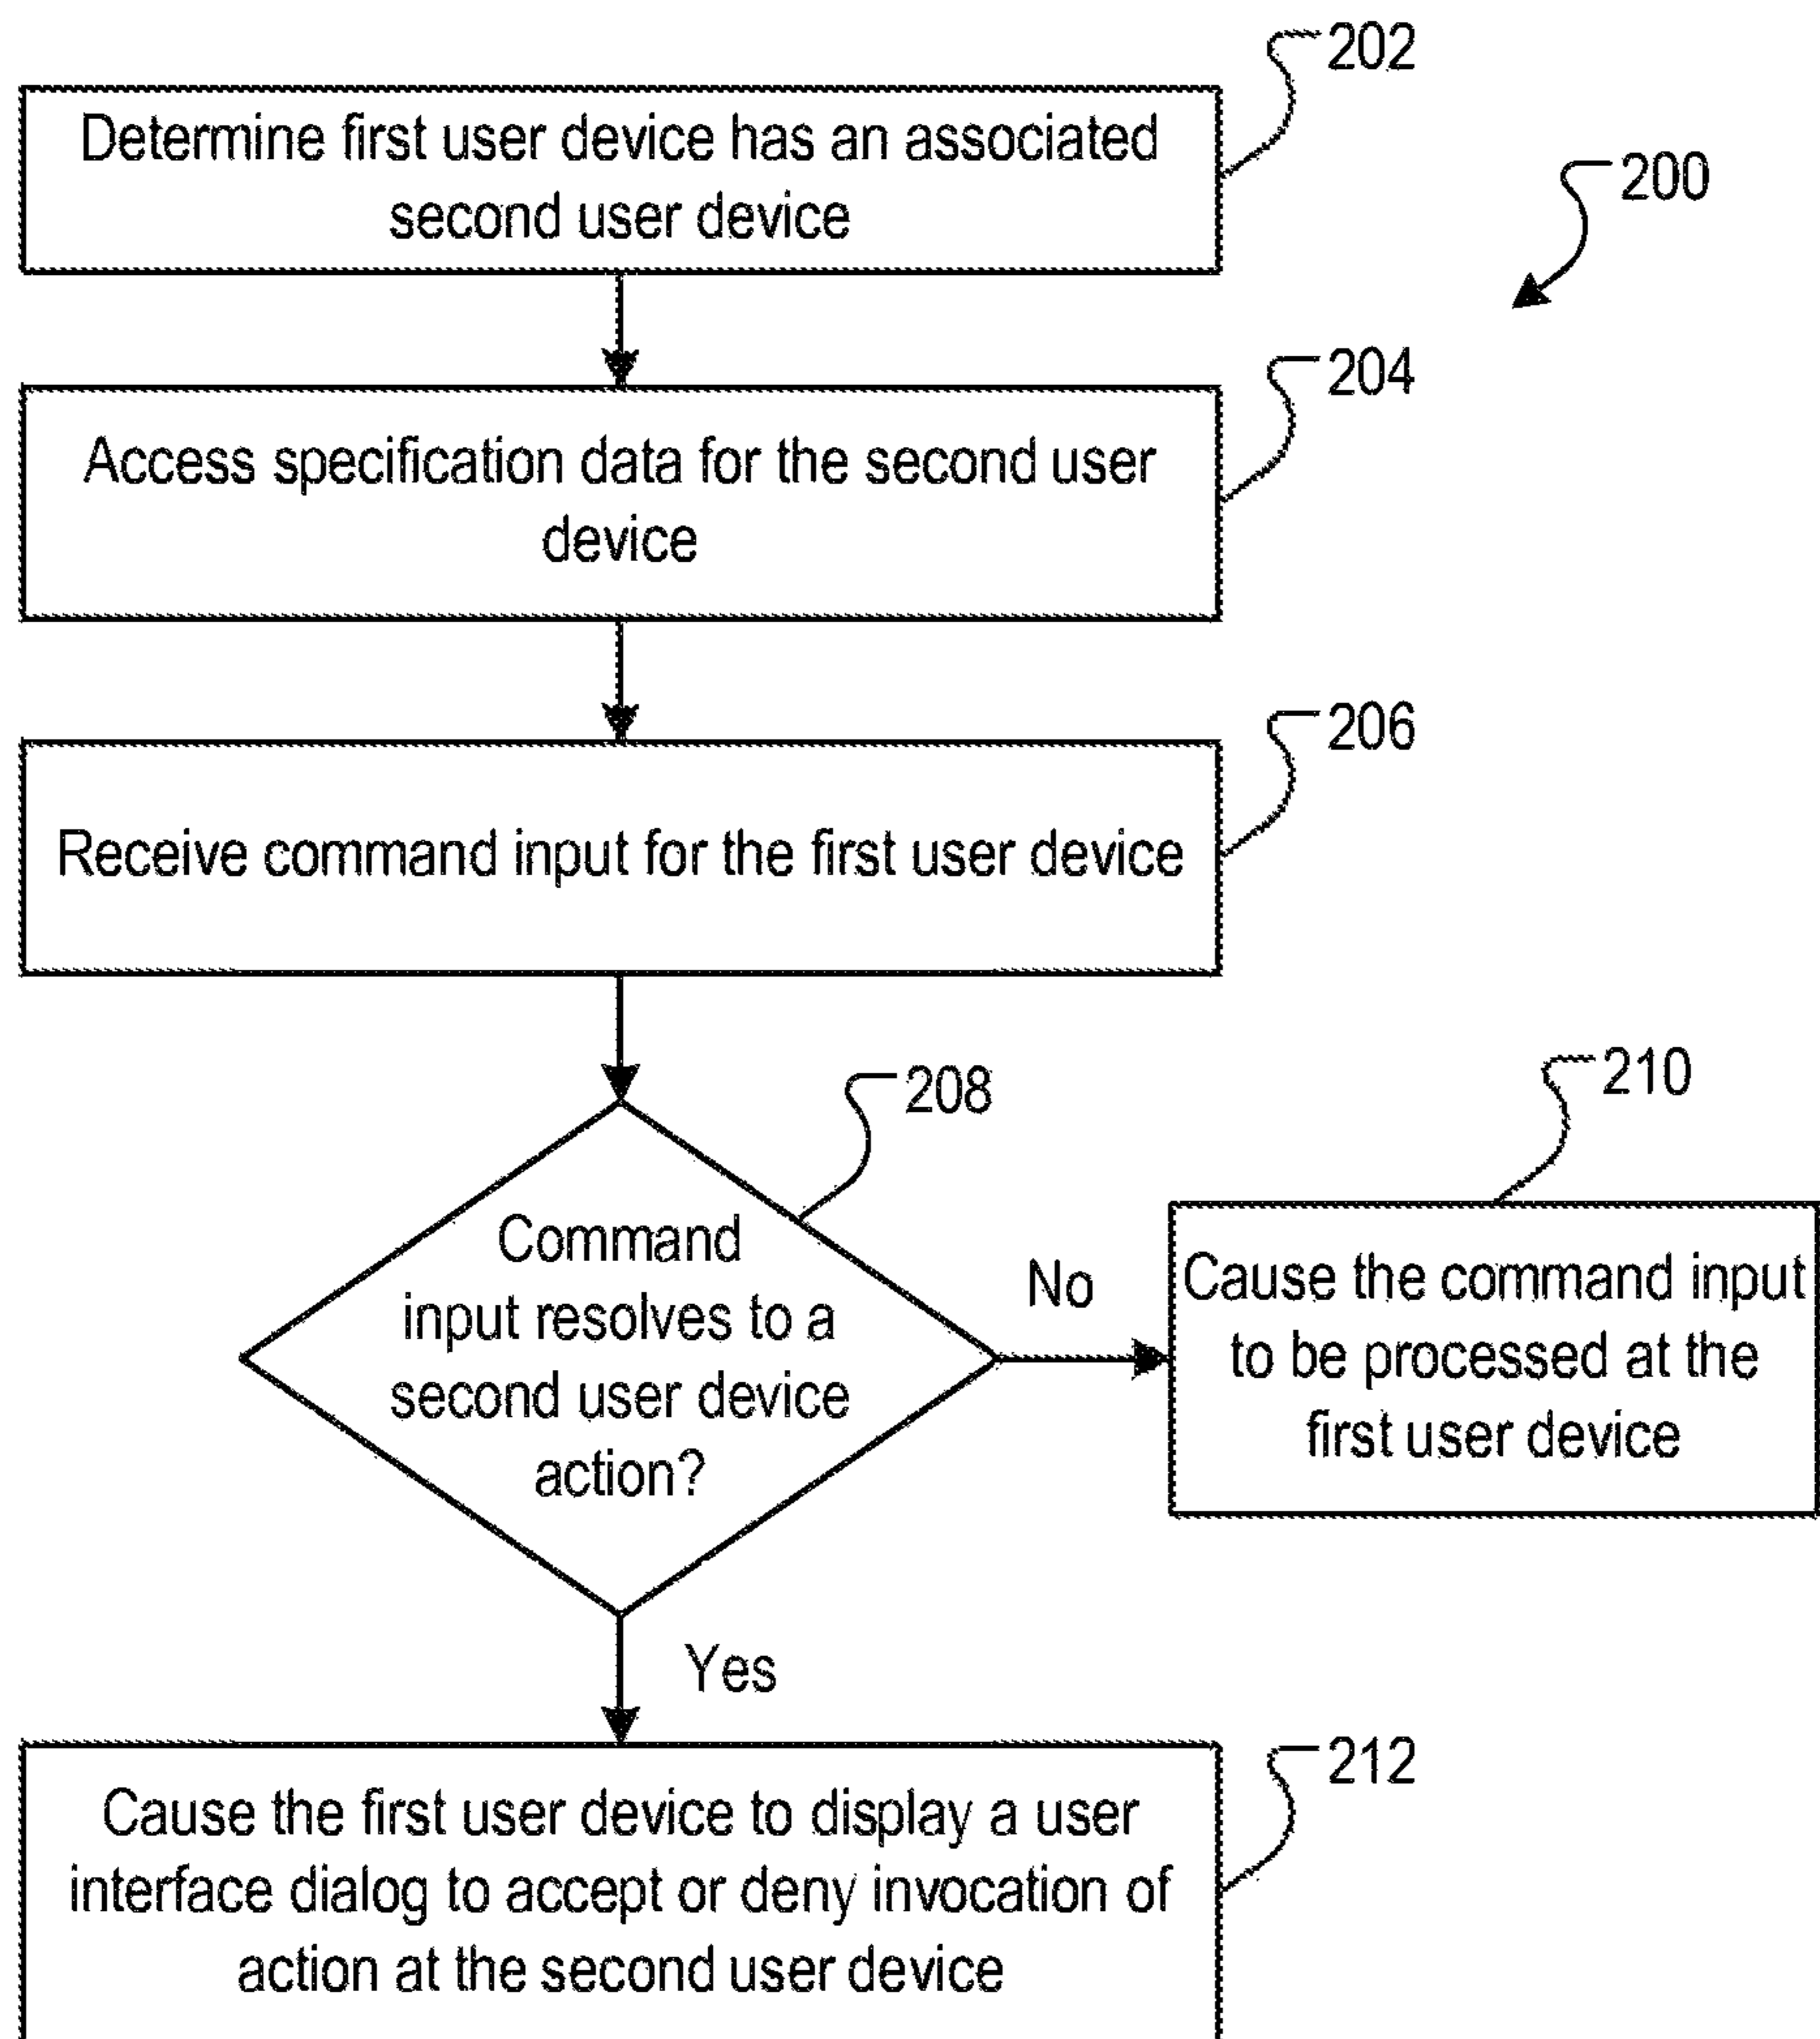 202
Determine first user device has an associated
second user device
200
204
Access specification data for the second user
device
206
Receive command input for the first user device
208
Command
input resolves to a
second user device
action?
No
210
Cause the command input
to be processed at the
first user device
Yes
212
Cause the first user device to display a user
interface dialog to accept or deny invocation of
action at the second user device